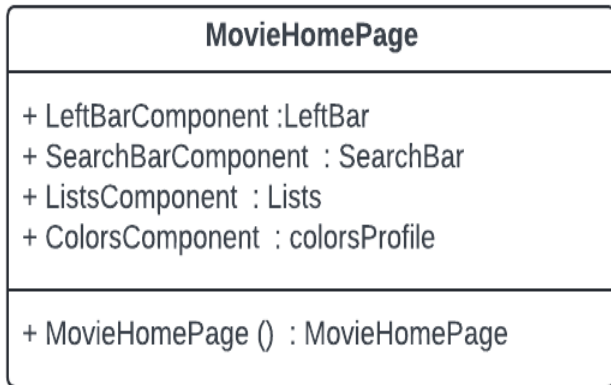 MovieHomePage
+ LeftBarComponent :LeftBar
+ SearchBarComponent : SearchBar
+ ListsComponent : Lists
+ ColorsComponent : colorsProfile
+ MovieHomePage () : MovieHomePage